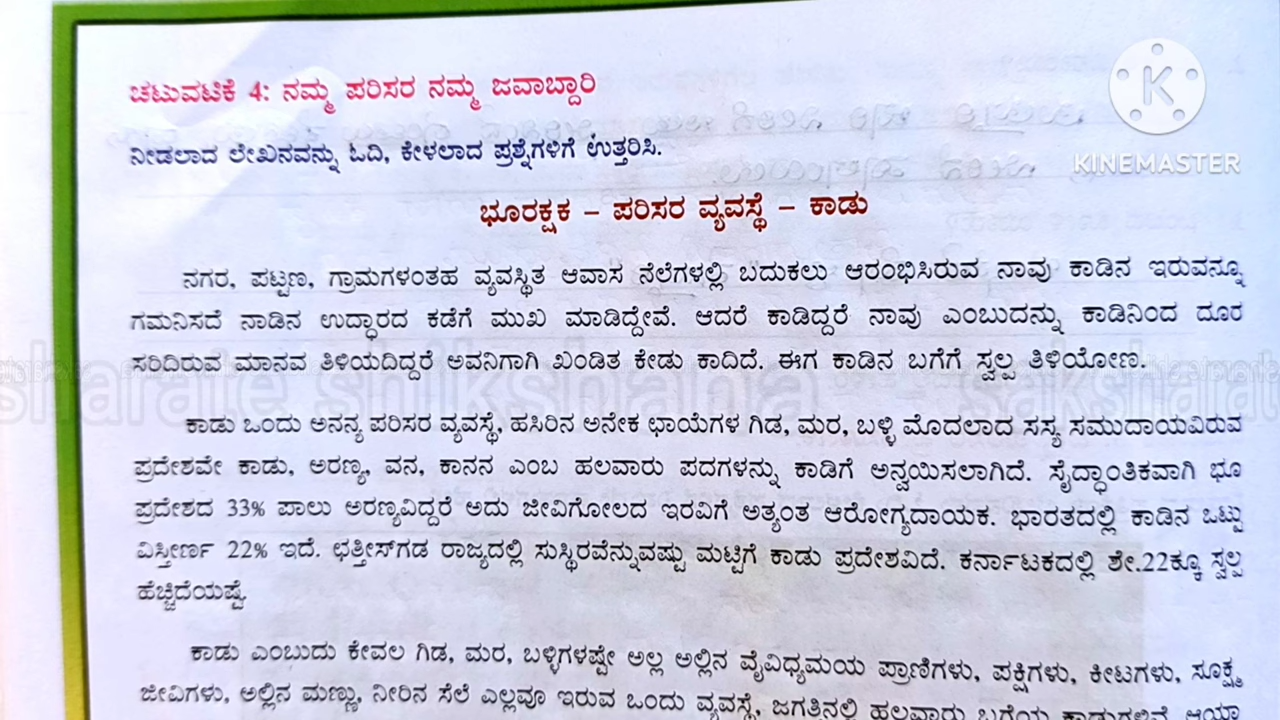 ಚಟುವಟಿಕೆ 4: ನಮ್ಮ ಪರಿಸರ ನಮ್ಮ ಜವಾಬ್ದಾರಿ
K
KINEMASTER
ನೀಡಲಾದ ಲೇಖನವನ್ನು ಓದಿ, ಕೇಳಲಾದ ಪ್ರಶ್ನೆಗಳಿಗೆ ಉತ್ತರಿಸಿ.
ಭೂರಕ್ಷಕ – ಪರಿಸರ ವ್ಯವಸ್ಥೆ – ಕಾಡು
ನಗರ, ಪಟ್ಟಣ, ಗ್ರಾಮಗಳಂತಹ ವ್ಯವಸ್ಥಿತ ಆವಾಸ ನೆಲೆಗಳಲ್ಲಿ ಬದುಕಲು ಆರಂಭಿಸಿರುವ ನಾವು ಕಾಡಿನ ಇರುವನ್ನೂ
ಗಮನಿಸದೆ ನಾಡಿನ ಉದ್ಧಾರದ ಕಡೆಗೆ ಮುಖ ಮಾಡಿದ್ದೇವೆ. ಆದರೆ ಕಾಡಿದ್ದರೆ ನಾವು ಎಂಬುದನ್ನು ಕಾಡಿನಿಂದ ದೂರ
ಸರಿದಿರುವ ಮಾನವ ತಿಳಿಯದಿದ್ದರೆ ಅವನಿಗಾಗಿ ಖಂಡಿತ ಕೇಡು ಕಾದಿದೆ. ಈಗ ಕಾಡಿನ ಬಗೆಗೆ ಸ್ವಲ್ಪ ತಿಳಿಯೋಣ.
sharate shikshana saksharat
ಕಾಡು ಒಂದು ಅನನ್ಯ ಪರಿಸರ ವ್ಯವಸ್ಥೆ, ಹಸಿರಿನ ಅನೇಕ ಛಾಯೆಗಳ ಗಿಡ, ಮರ, ಬಳ್ಳಿ ಮೊದಲಾದ ಸಸ್ಯ ಸಮುದಾಯವಿರುವ
ಪ್ರದೇಶವೇ ಕಾಡು, ಅರಣ್ಯ, ವನ, ಕಾನನ ಎಂಬ ಹಲವಾರು ಪದಗಳನ್ನು ಕಾಡಿಗೆ ಅನ್ವಯಿಸಲಾಗಿದೆ. ಸೈದ್ಧಾಂತಿಕವಾಗಿ ಭೂ
ಪ್ರದೇಶದ 33% ಪಾಲು ಅರಣ್ಯವಿದ್ದರೆ ಅದು ಜೀವಿಗೋಲದ ಇರವಿಗೆ ಅತ್ಯಂತ ಆರೋಗ್ಯದಾಯಕ. ಭಾರತದಲ್ಲಿ ಕಾಡಿನ ಒಟ್ಟು
ವಿಸ್ತೀರ್ಣ 22% ಇದೆ. ಛತ್ತೀಸ್‌ಗಡ ರಾಜ್ಯದಲ್ಲಿ ಸುಸ್ಥಿರವೆನ್ನುವಷ್ಟು ಮಟ್ಟಿಗೆ ಕಾಡು ಪ್ರದೇಶವಿದೆ. ಕರ್ನಾಟಕದಲ್ಲಿ ಶೇ.22ಕ್ಕೂ ಸ್ವಲ್ಪ
ಹೆಚ್ಚಿದೆಯಷ್ಟೆ.
ಕಾಡು ಎಂಬುದು ಕೇವಲ ಗಿಡ, ಮರ, ಬಳ್ಳಿಗಳಷ್ಟೇ ಅಲ್ಲ ಅಲ್ಲಿನ ವೈವಿಧ್ಯಮಯ ಪ್ರಾಣಿಗಳು, ಪಕ್ಷಿಗಳು, ಕೀಟಗಳು, ಸೂಕ್ಷ್ಮ
ಜೀವಿಗಳು, ಅಲ್ಲಿನ ಮಣ್ಣು, ನೀರಿನ ಸೆಲೆ ಎಲ್ಲವೂ ಇರುವ ಒಂದು ವ್ಯವಸ್ಥೆ. ಜಗತ್ತಿನಲ್ಲಿ ಹಲವಾರು ಬಗೆಯ ಕಾಡುಗಳಿವೆ.